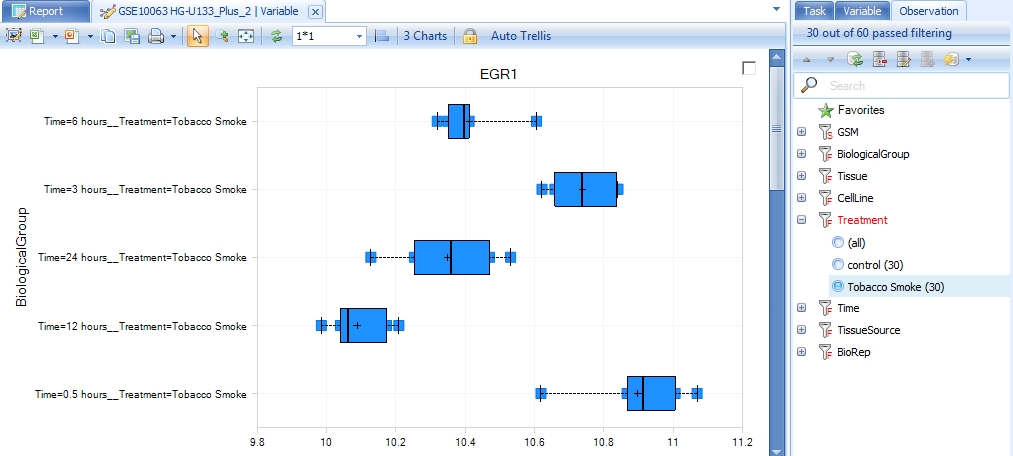 Report
GSE10063 HG-U133_Plus_2 | Variable
1*1
3 Charts
Auto Trellis
EGR1
BiologicalGroup
Time=6 hours__Treatment=Tobacco Smoke
Time=3 hours__Treatment=Tobacco Smoke
Time=24 hours__Treatment=Tobacco Smoke
Time=12 hours__Treatment=Tobacco Smoke
Time=0.5 hours__Treatment=Tobacco Smoke
9.8 10 10.2 10.4 10.6 10.8 11 11.2
Task Variable Observation
30 out of 60 passed filtering
Search
Favorites
GSM
BiologicalGroup
Tissue
CellLine
Treatment
(all)
control (30)
Tobacco Smoke (30)
Time
TissueSource
BioRep